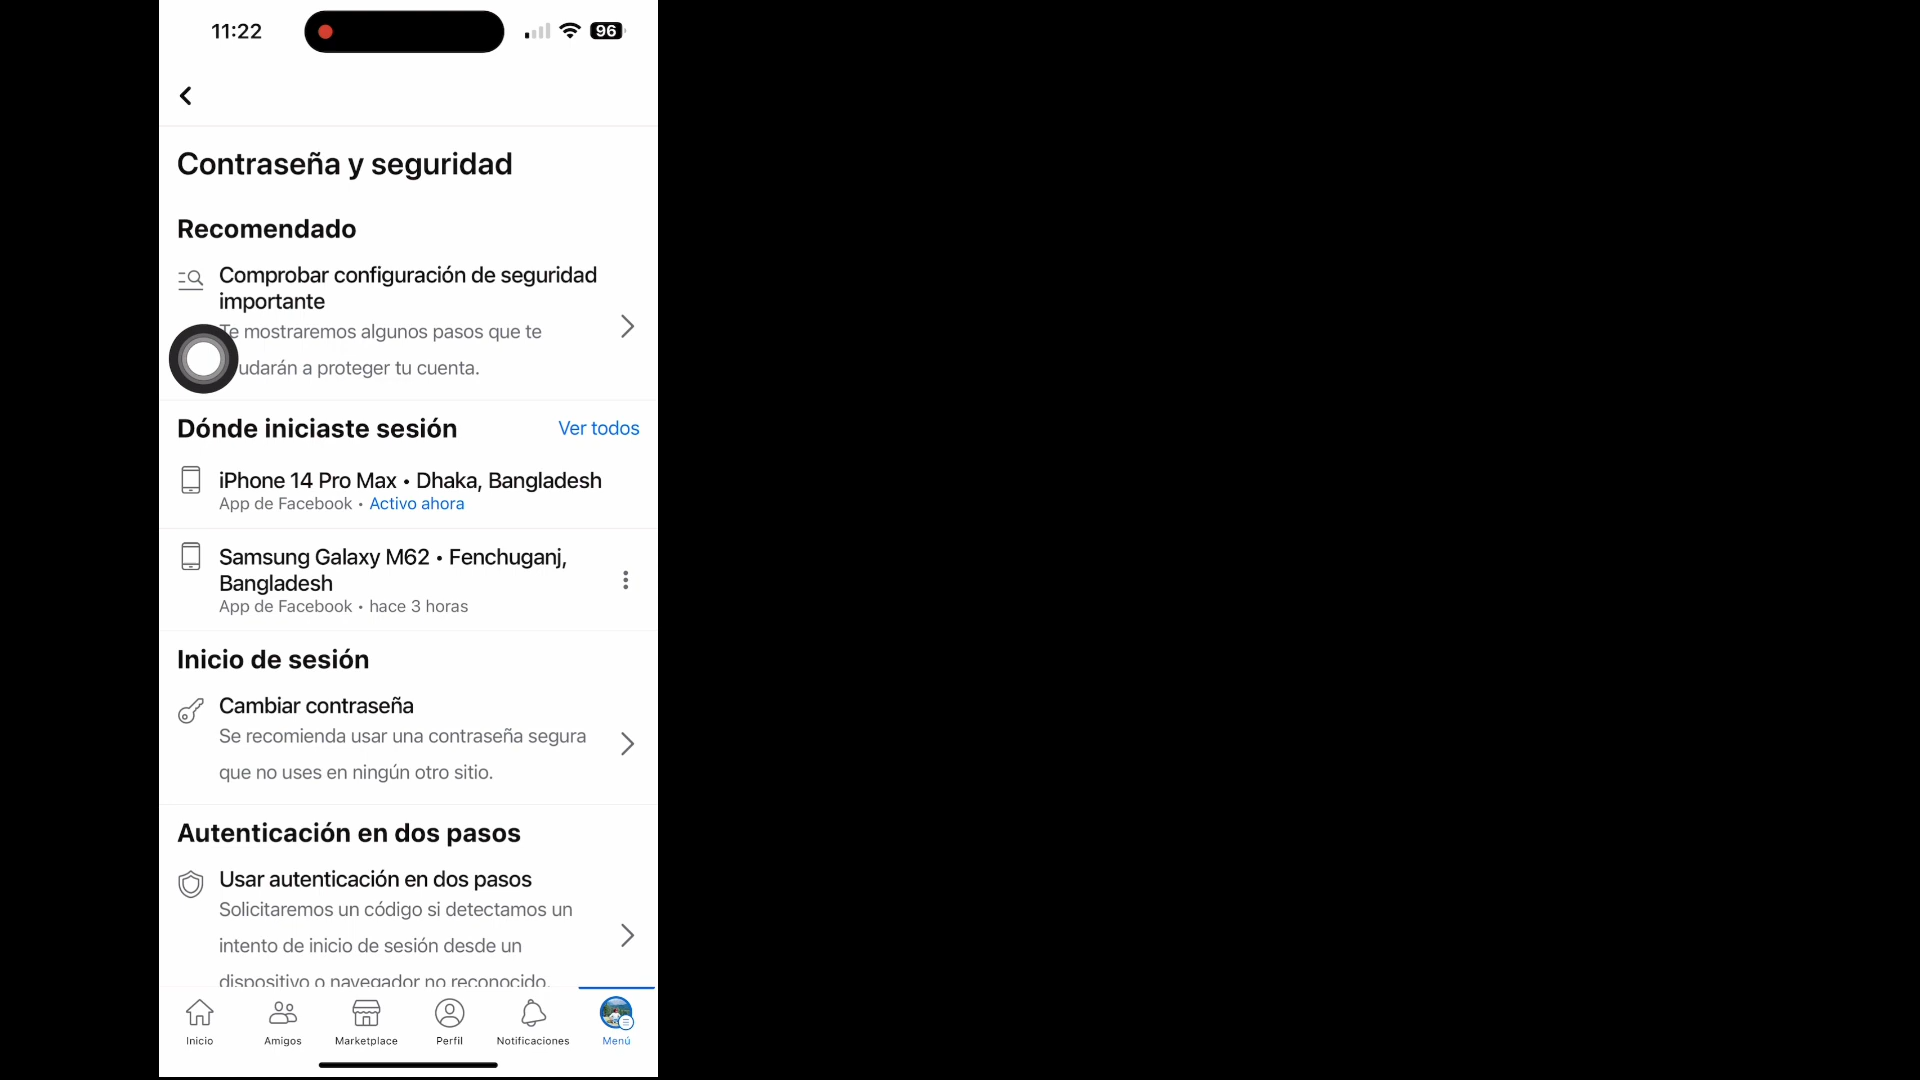 11:22
96
Contraseña y seguridad
Recomendado
Comprobar configuración de seguridad
importante
Te mostraremos algunos pasos que te
udarán a proteger tu cuenta.
Dónde iniciaste sesión
Ver todos
iPhone 14 Pro Max • Dhaka, Bangladesh
App de Facebook • Activo ahora
Samsung Galaxy M62 • Fenchuganj,
Bangladesh
App de Facebook • hace 3 horas
Inicio de sesión
Cambiar contraseña
Se recomienda usar una contraseña segura
que no uses en ningún otro sitio.
Autenticación en dos pasos
Usar autenticación en dos pasos
Solicitaremos un código si detectamos un
intento de inicio de sesión desde un
dispositivo o navegador no reconocido.
Inicio
Amigos
Marketplace
Perfil
Notificaciones
Menú